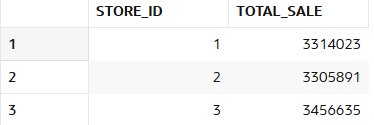 STORE_ID TOTAL_SALE
1 1 3314023
2 2 3305891
3 3 3456635